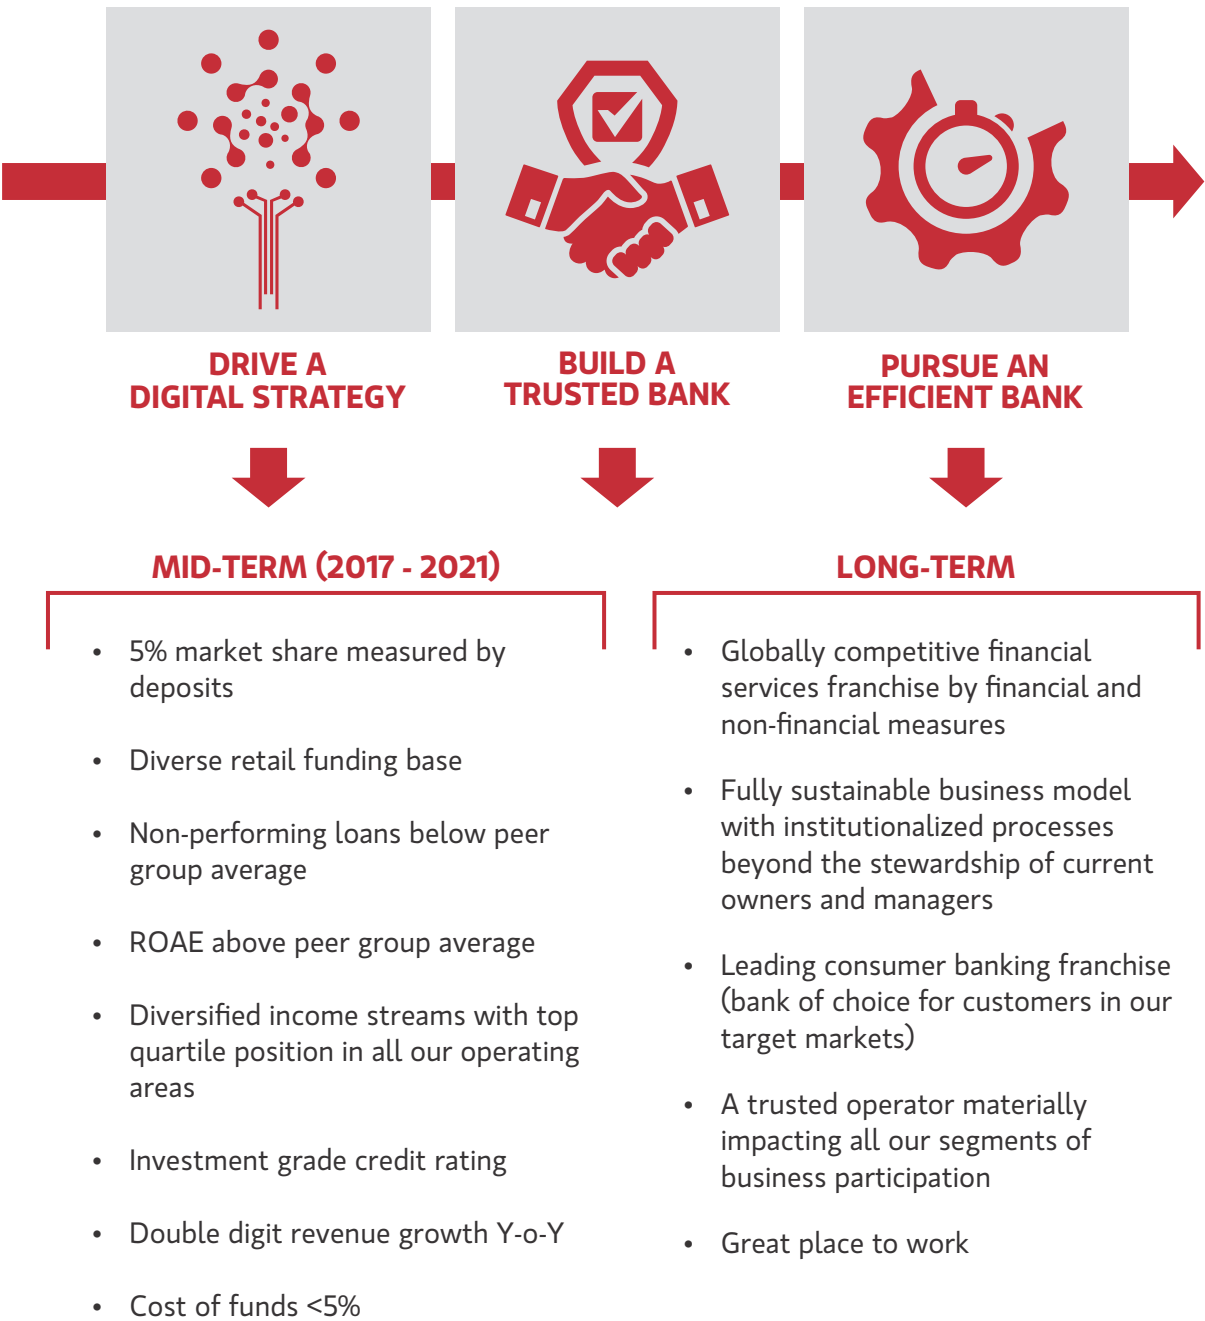 DRIVE A
DIGITAL STRATEGY
BUILD A
TRUSTED BANK
PURSUE AN
EFFICIENT BANK
MID-TERM (2017 - 2021)
• 5% market share measured by
deposits
• Diverse retail funding base
• Non-performing loans below peer
group average
• ROAE above peer group average
• Diversified income streams with top
quartile position in all our operating
areas
• Investment grade credit rating
• Double digit revenue growth Y-o-Y
• Cost of funds <5%
LONG-TERM
• Globally competitive financial
services franchise by financial and
non-financial measures
• Fully sustainable business model
with institutionalized processes
beyond the stewardship of current
owners and managers
• Leading consumer banking franchise
(bank of choice for customers in our
target markets)
• A trusted operator materially
impacting all our segments of
business participation
• Great place to work